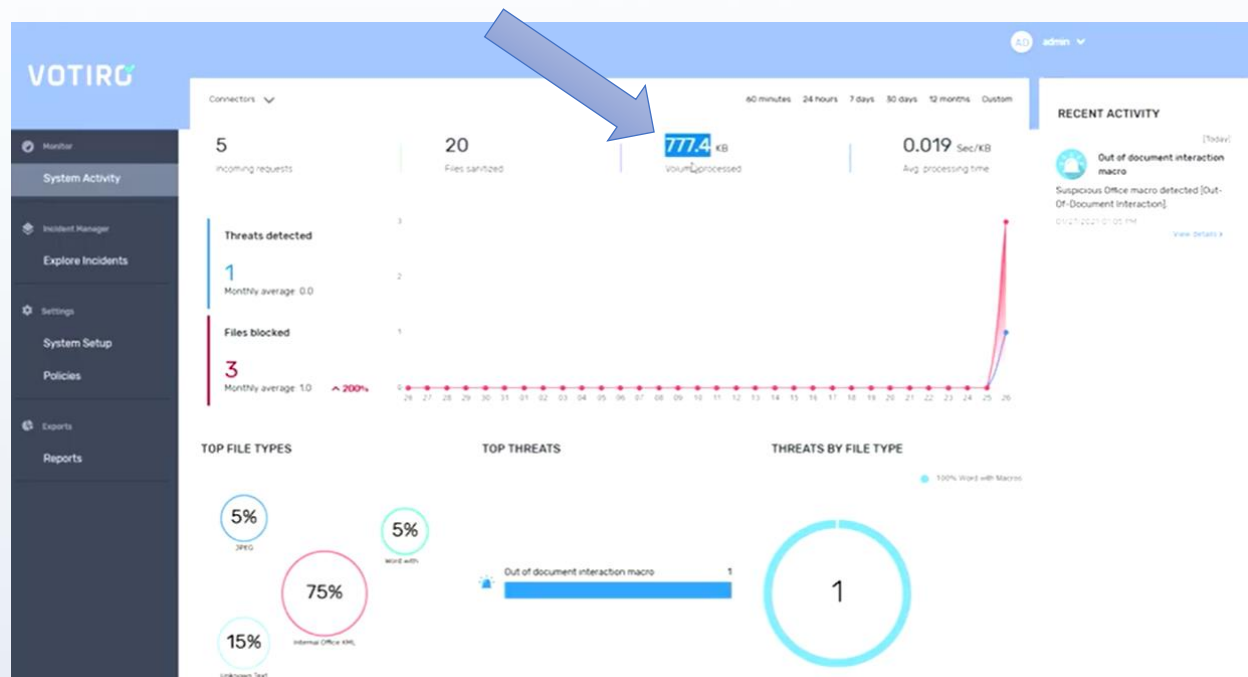 AD admin
VOTIRO
Connectors
60 minutes 24 hours 7 days 30 days 12 months Custom
RECENT ACTIVITY
Monitor
System Activity
Incident Manager
Explore Incidents
Settings
System Setup
Policies
Exports
Reports
5
Incoming requests
20
Files sanitized
777.4 KB
Volume processed
0.019 Sec/KB
Avg. processing time
[Today]
Out of document interaction
macro
Suspicious Office macro detected [Out-
Of-Document Interaction].
01/27/2021 01:05 PM
View details
Threats detected
1
Monthly average: 0.0
Files blocked
3
Monthly average: 1.0 200%
3
2
1
0
26 27 28 29 30 31 01 02 03 04 05 06 07 08 09 10 11 12 13 14 15 16 17 18 19 20 21 22 23 24 25 26
TOP FILE TYPES
5%
JPEG
5%
Word with
75%
Internal Office XML
15%
Unknown Text
TOP THREATS
Out of document interaction macro 1
THREATS BY FILE TYPE
100% Word with Macros
1